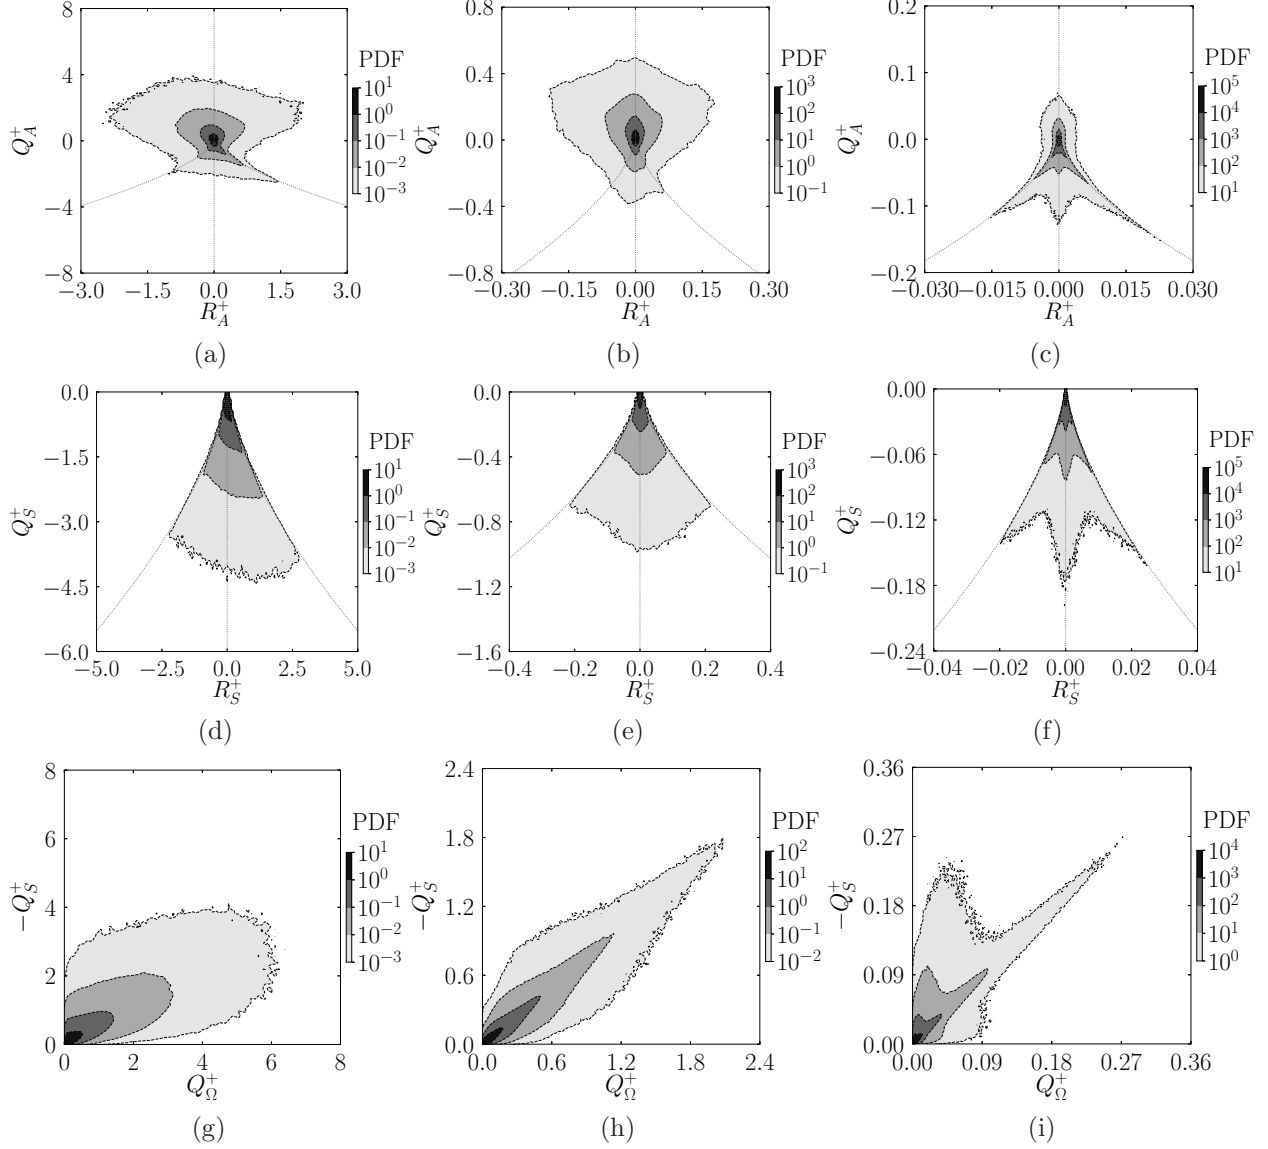 8
4
0
−4
−8
−3.0 −1.5 0.0 1.5 3.0
Q_A^+
R_A^+
PDF
10^1
10^0
10^−1
10^−2
10^−3
(a)
0.8
0.4
0.0
−0.4
−0.8
−0.30 −0.15 0.00 0.15 0.30
Q_A^+
R_A^+
PDF
10^3
10^2
10^1
10^0
10^−1
(b)
0.2
0.1
0.0
−0.1
−0.2
−0.030 −0.015 0.000 0.015 0.030
Q_A^+
R_A^+
PDF
10^5
10^4
10^3
10^2
10^1
(c)
0.0
−1.5
−3.0
−4.5
−6.0
−5.0 −2.5 0.0 2.5 5.0
Q_S^+
R_S^+
PDF
10^1
10^0
10^−1
10^−2
10^−3
(d)
0.0
−0.4
−0.8
−1.2
−1.6
−0.4 −0.2 0.0 0.2 0.4
Q_S^+
R_S^+
PDF
10^3
10^2
10^1
10^0
10^−1
(e)
0.00
−0.06
−0.12
−0.18
−0.24
−0.04 −0.02 0.00 0.02 0.04
Q_S^+
R_S^+
PDF
10^5
10^4
10^3
10^2
10^1
(f)
8
6
4
2
0
0 2 4 6 8
−Q_S^+
Q_Ω^+
PDF
10^1
10^0
10^−1
10^−2
10^−3
(g)
2.4
1.8
1.2
0.6
0.0
0.0 0.6 1.2 1.8 2.4
−Q_S^+
Q_Ω^+
PDF
10^2
10^1
10^0
10^−1
10^−2
(h)
0.36
0.27
0.18
0.09
0.00
0.00 0.09 0.18 0.27 0.36
−Q_S^+
Q_Ω^+
PDF
10^4
10^3
10^2
10^1
10^0
(i)